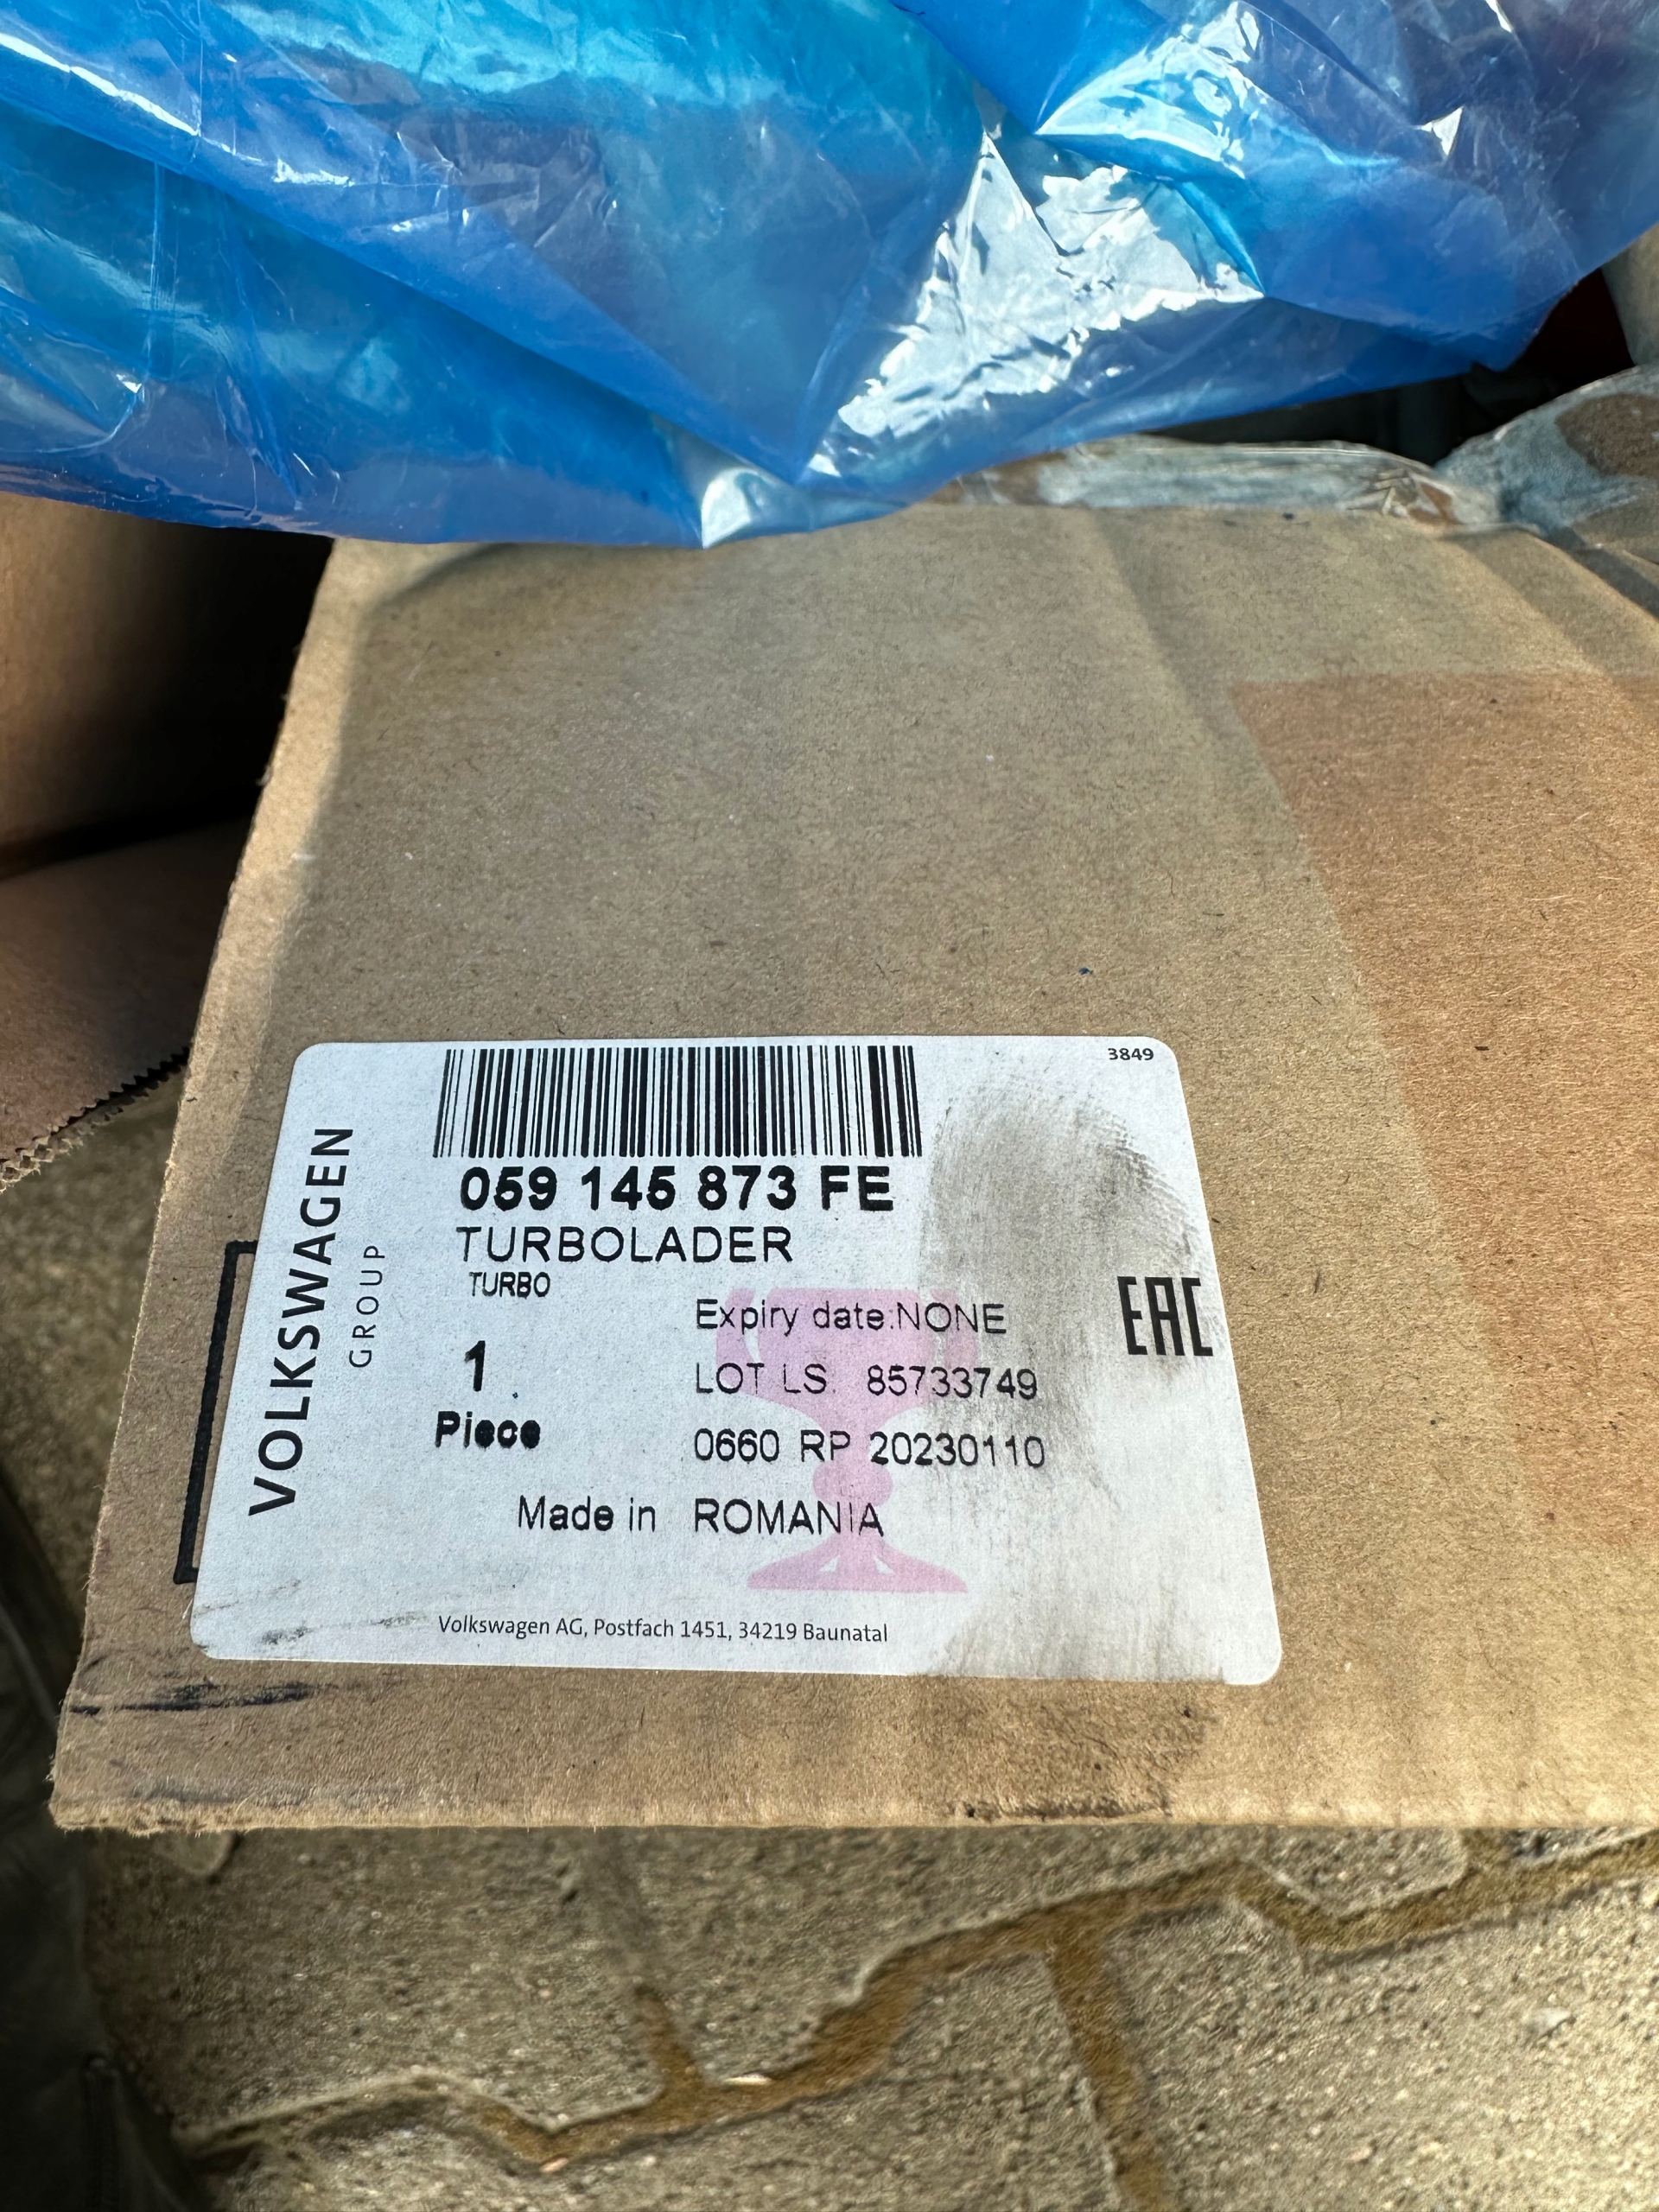 3849
059 145 873 FE
TURBOLADER
TURBO
Expiry date:NONE
1
LOT LS. 85733749
Piece
0660 RP 20230110
Made in ROMANIA
Volkswagen AG, Postfach 1451, 34219 Baunatal
VOLKSWAGEN
GROUP
EAC